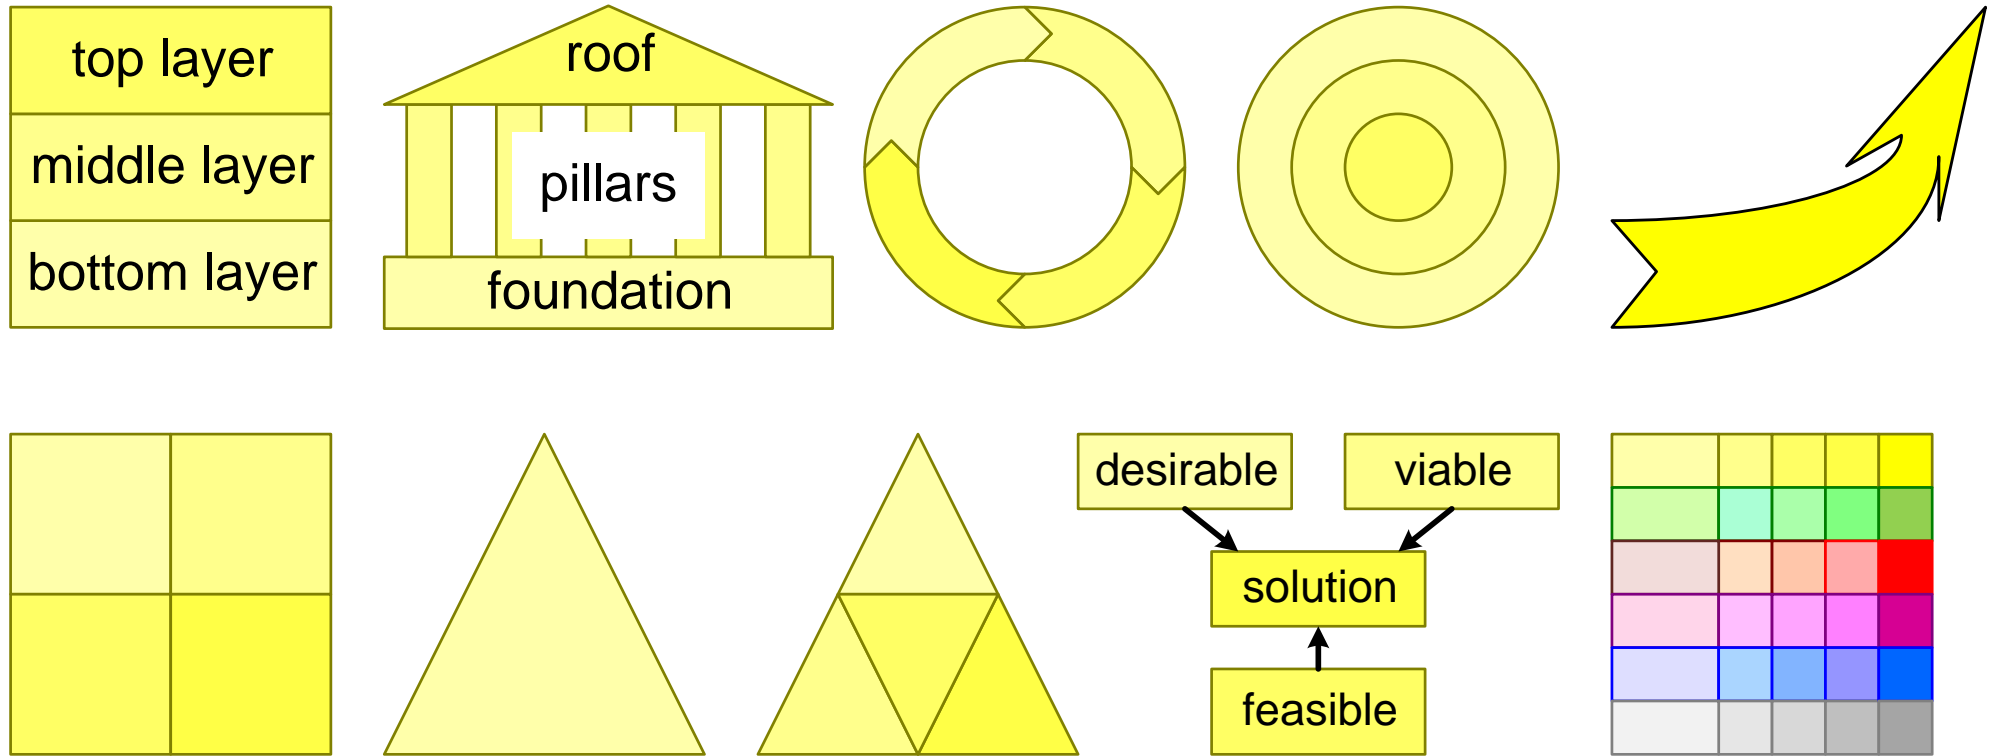 top layer
middle layer
bottom layer
roof
pillars
foundation
desirable
viable
solution
feasible